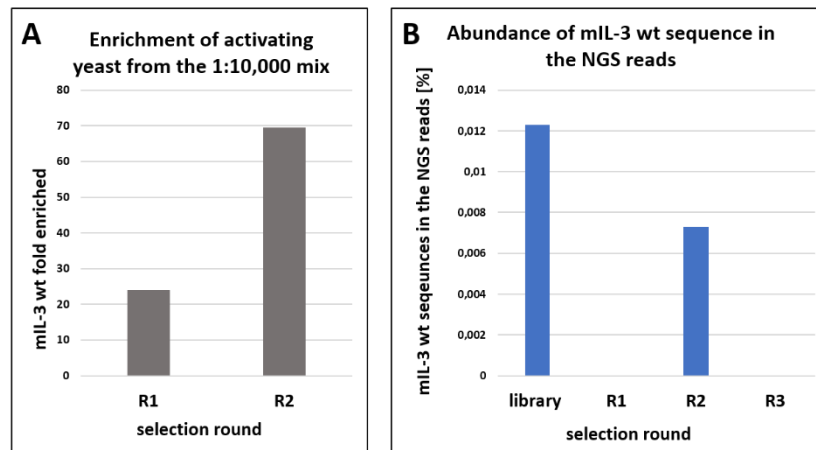 A
Enrichment of activating
yeast from the 1:10,000 mix
80
70
60
50
40
30
20
10
0
mIL-3 wt fold enriched
R1 R2
selection round
B
Abundance of mIL-3 wt sequence in
the NGS reads
0,014
0,012
0,01
0,008
0,006
0,004
0,002
0
mIL-3 wt seqeunces in the NGS reads [%]
library R1 R2 R3
selection round